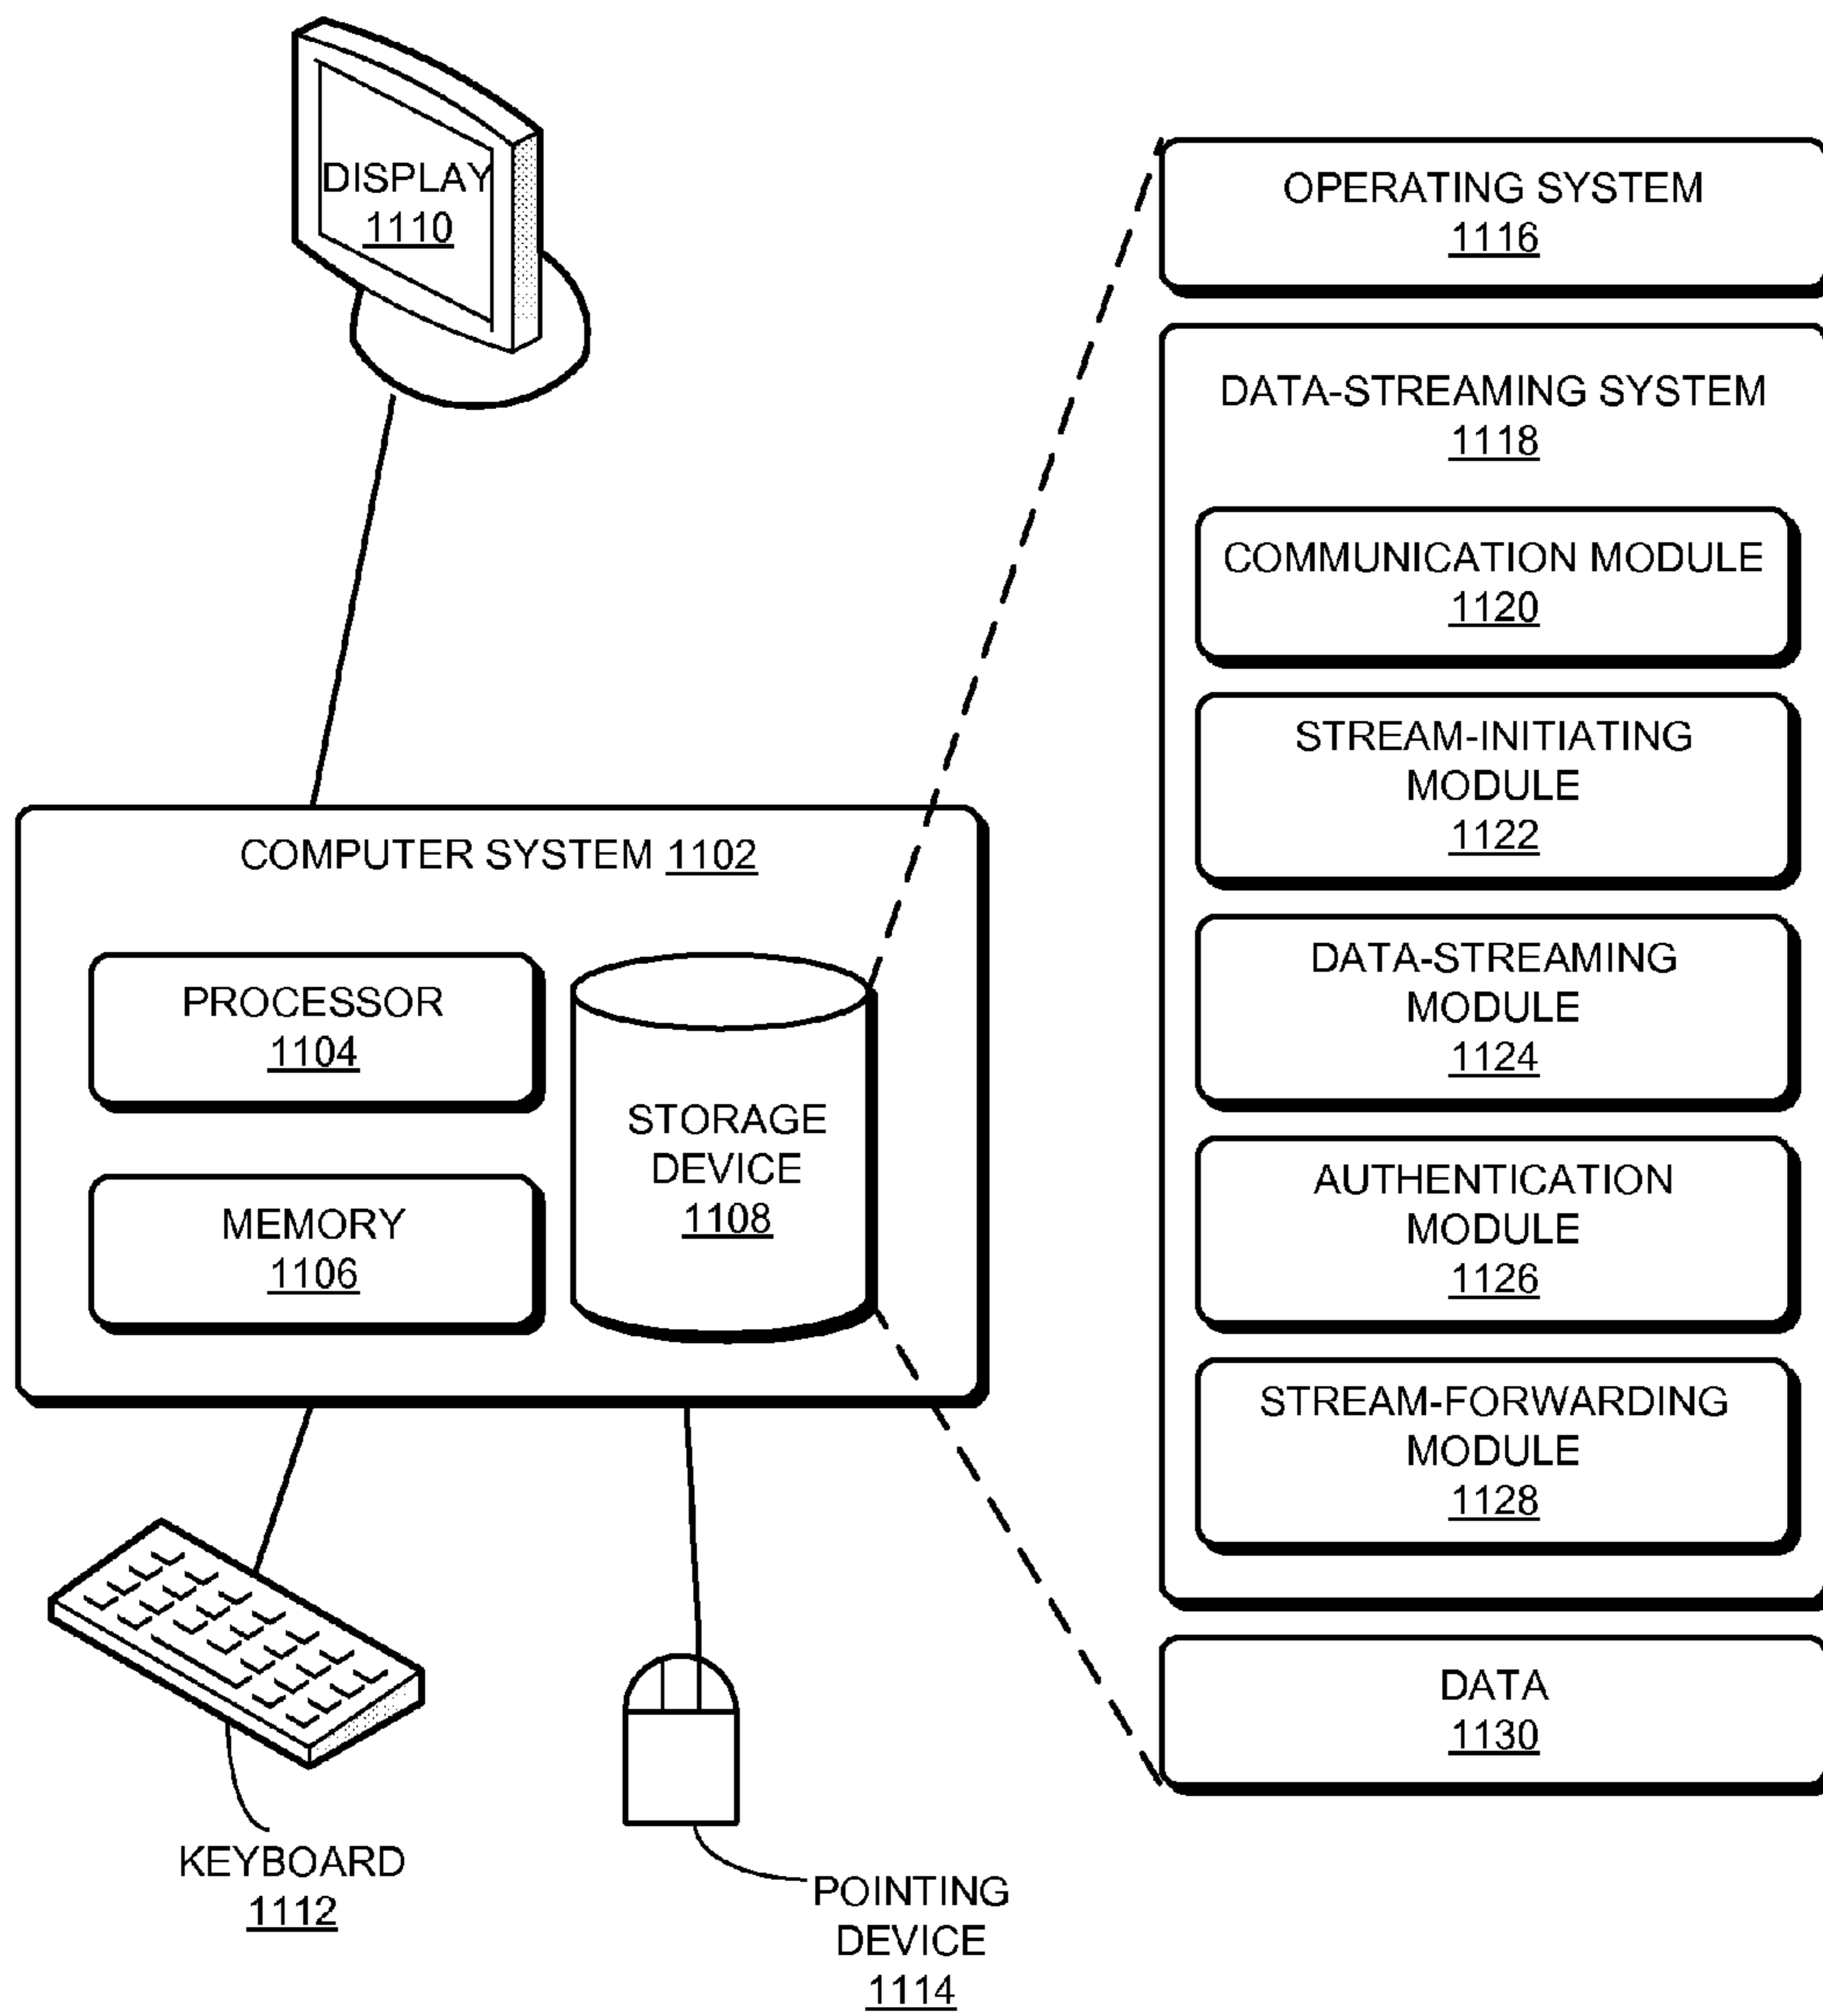 DISPLAY
1110
COMPUTER SYSTEM 1102
PROCESSOR
1104
MEMORY
1106
STORAGE
DEVICE
1108
KEYBOARD
1112
POINTING
DEVICE
1114
OPERATING SYSTEM
1116
DATA-STREAMING SYSTEM
1118
COMMUNICATION MODULE
1120
STREAM-INITIATING
MODULE
1122
DATA-STREAMING
MODULE
1124
AUTHENTICATION
MODULE
1126
STREAM-FORWARDING
MODULE
1128
DATA
1130